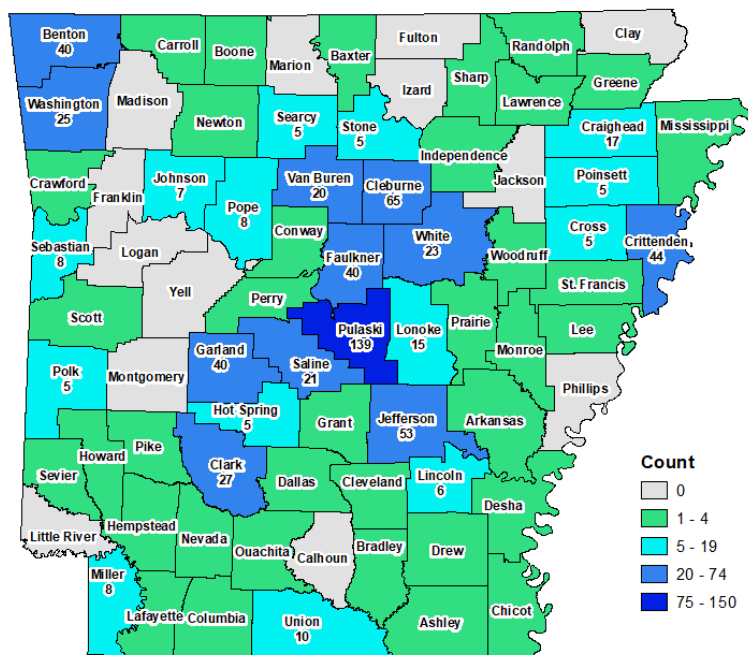 Benton
40
Carroll
Boone
Marion
Baxter
Fulton
Randolph
Clay
Sharp
Izard
Greene
Lawrence
Washington
25
Madison
Newton
Searcy
5
Stone
5
Craighead
17
Mississippi
Independence
Crawford
Franklin
Johnson
7
Pope
8
Van Buren
20
Cleburne
65
Jackson
Poinsett
5
Sebastian
8
Logan
Conway
White
23
Woodruff
Cross
5
Crittenden
44
Faulkner
40
Yell
Perry
St. Francis
Scott
Pulaski
139
Lonoke
15
Prairie
Lee
Monroe
Garland
40
Saline
21
Polk
5
Montgomery
Phillips
Hot Spring
5
Grant
Jefferson
53
Arkansas
Pike
Howard
Clark
27
Sevier
Dallas
Cleveland
Lincoln
6
Desha
Little River
Hempstead
Nevada
Ouachita
Calhoun
Bradley
Drew
Miller
8
Lafayette
Columbia
Union
10
Ashley
Chicot
Count
0
1 - 4
5 - 19
20 - 74
75 - 150